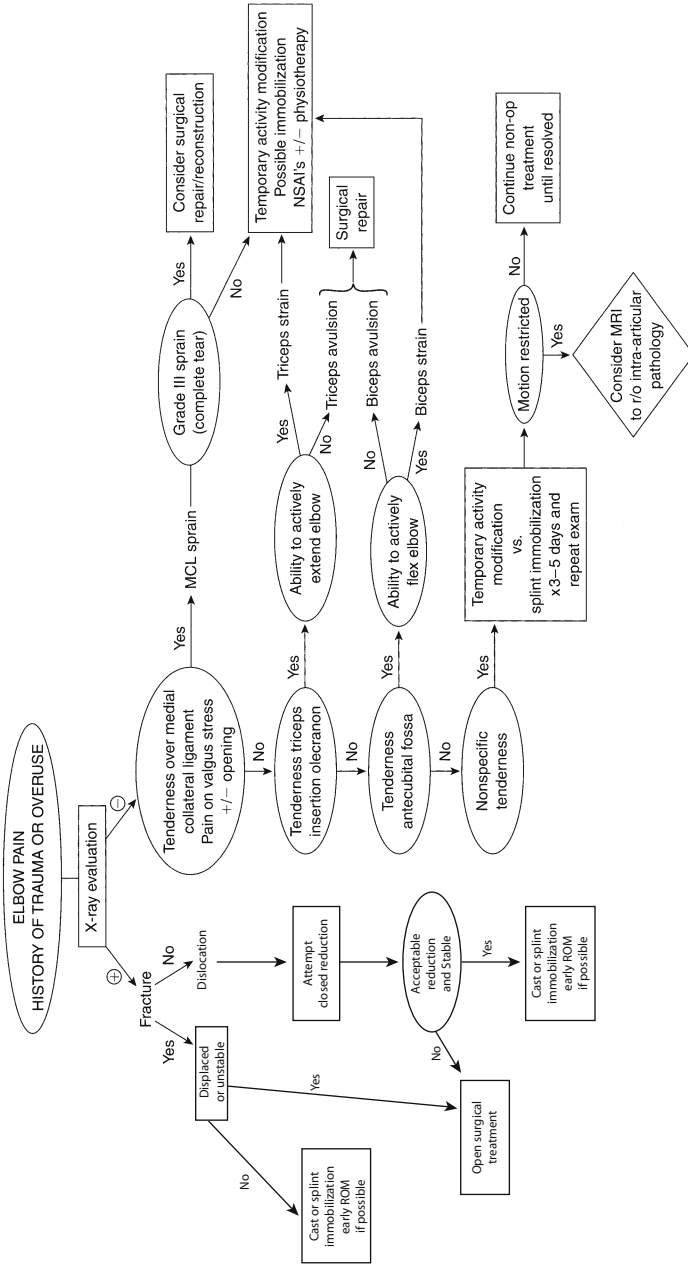 ELBOW PAIN
HISTORY OF TRAUMA OR OVERUSE
X-ray evaluation
+
−
Fracture
Yes
No
Displaced
or unstable
No
Yes
Cast or splint
immobilization
early ROM
if possible
Dislocation
Attempt
closed reduction
Acceptable
reduction
and Stable
No
Yes
Open surgical
treatment
Cast or splint
immobilization
early ROM
if possible
Tenderness over medial
collateral ligament
Pain on valgus stress
+/− opening
Yes
MCL sprain
Grade III sprain
(complete tear)
Yes
Consider surgical
repair/reconstruction
No
Temporary activity modification
Possible immobilization
NSAI's +/− physiotherapy
No
Tenderness triceps
insertion olecranon
Yes
Ability to actively
extend elbow
Yes
Triceps strain
No
Triceps avulsion
Surgical
repair
No
Tenderness
antecubital fossa
Yes
Ability to actively
flex elbow
No
Biceps avulsion
Yes
Biceps strain
No
Nonspecific
tenderness
Yes
Temporary activity
modification
vs.
splint immobilization
x3−5 days and
repeat exam
Motion restricted
No
Continue non-op
treatment
until resolved
Yes
Consider MRI
to r/o intra-articular
pathology